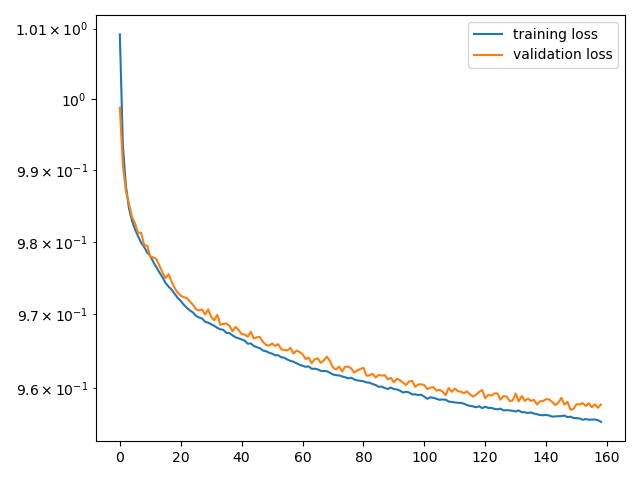 1.01 × 10⁰
10⁰
9.9 × 10⁻¹
9.8 × 10⁻¹
9.7 × 10⁻¹
9.6 × 10⁻¹
training loss
validation loss
0 20 40 60 80 100 120 140 160